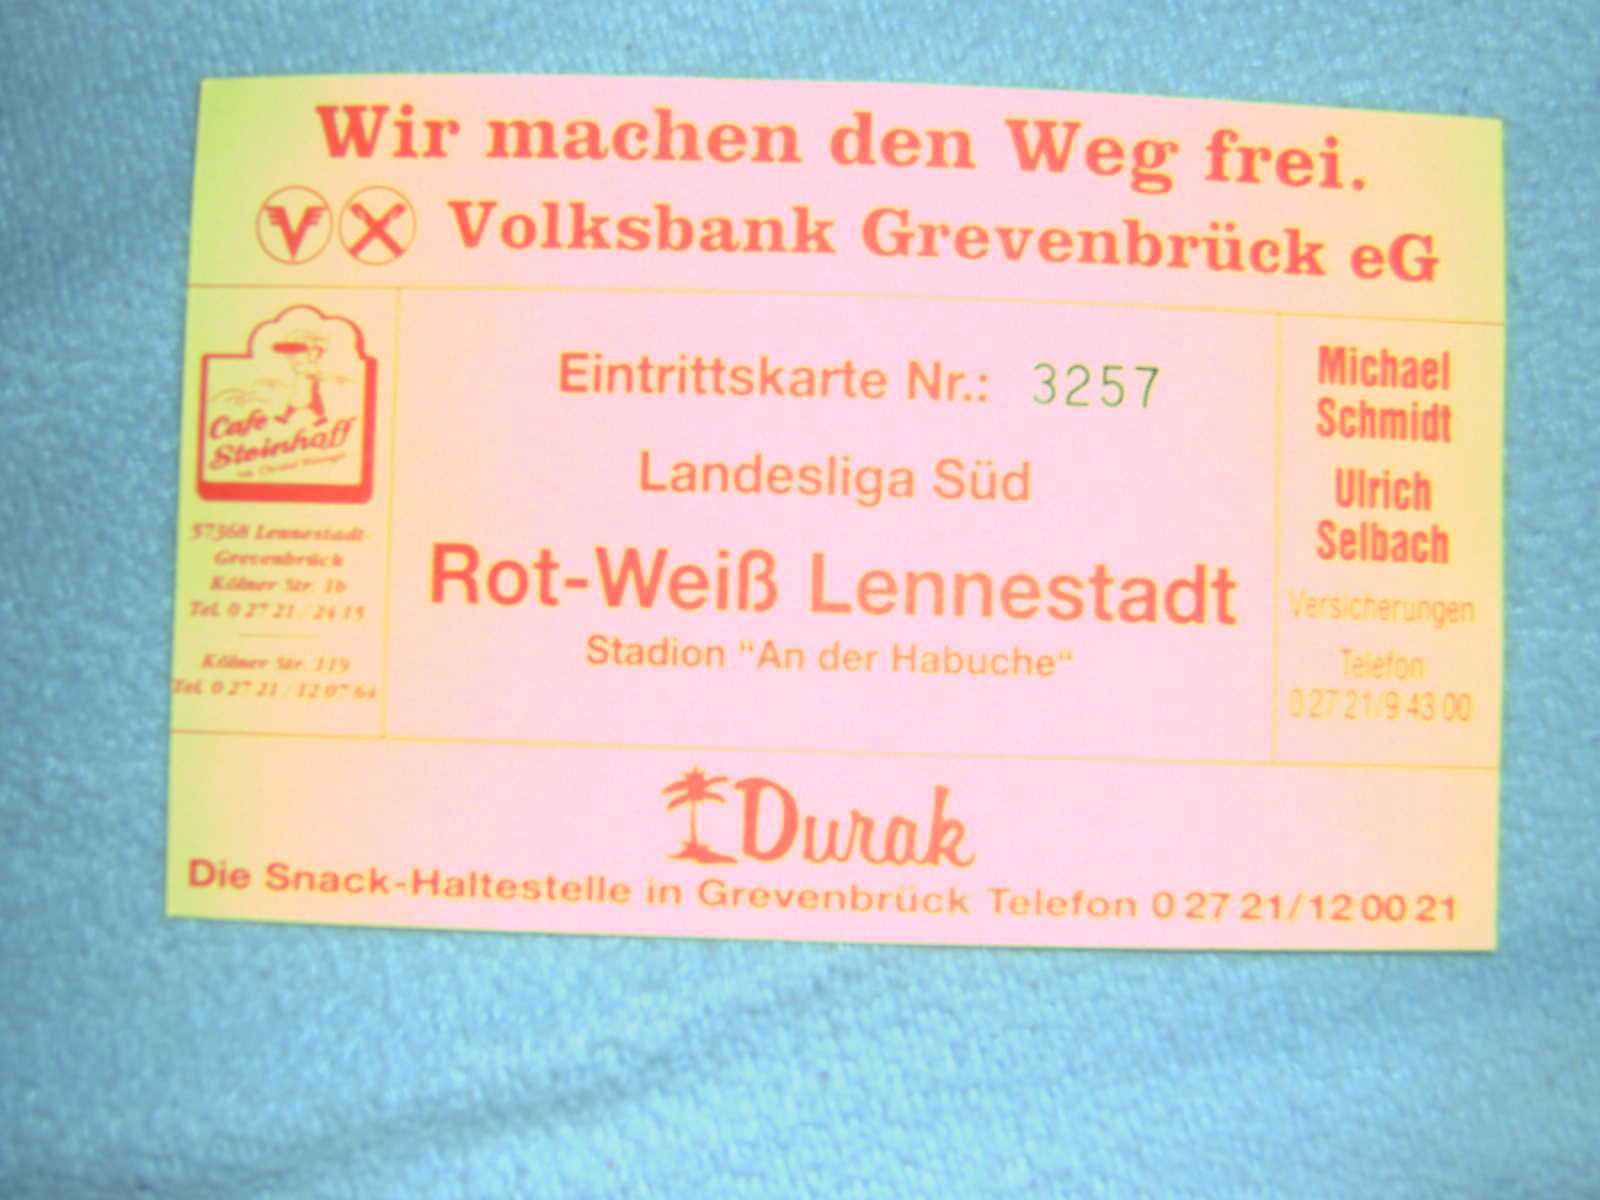 Wir machen den Weg frei.
Volksbank Grevenbrück eG
Cafe
Steinhoff
57368 Lennestadt-
Grevenbrück
Kölner Str. 16
Tel. 0 27 21 / 24 15
Kölner Str. 119
Tel. 0 27 21 / 12 07 64
Eintrittskarte Nr.: 3257
Landesliga Süd
Rot-Weiß Lennestadt
Stadion "An der Habuche"
Michael
Schmidt
Ulrich
Selbach
Versicherungen
Telefon
0 27 21/9 43 00
Durak
Die Snack-Haltestelle in Grevenbrück Telefon 0 27 21/12 00 21